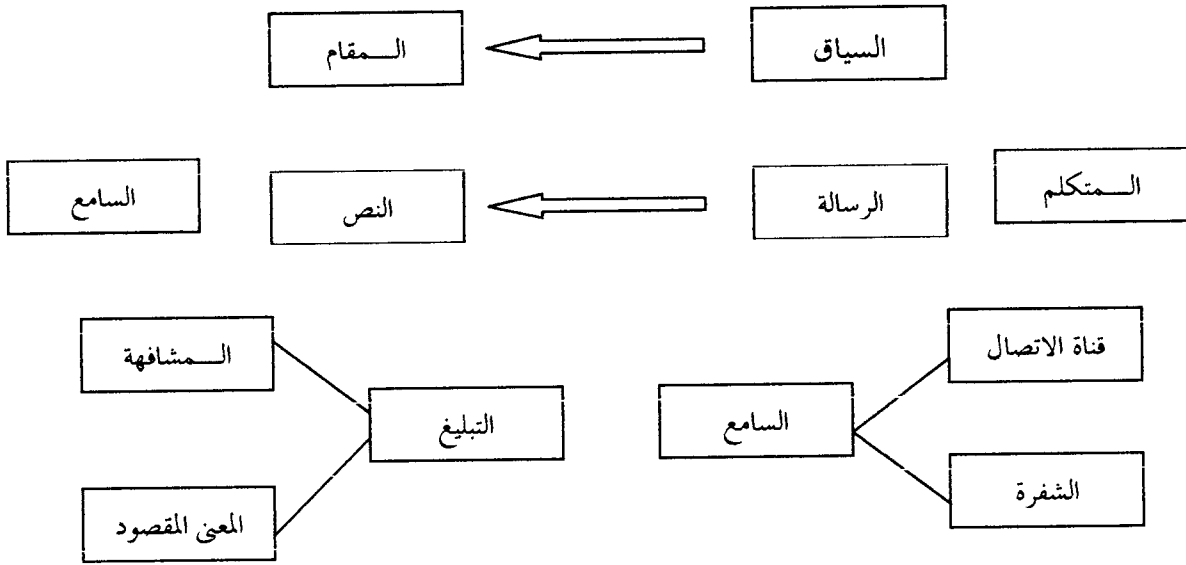 السياق
المقام
المتكلم
الرسالة
النص
السامع
قناة الاتصال
المشافهة
السامع
التبليغ
الشفرة
المعنى المقصود